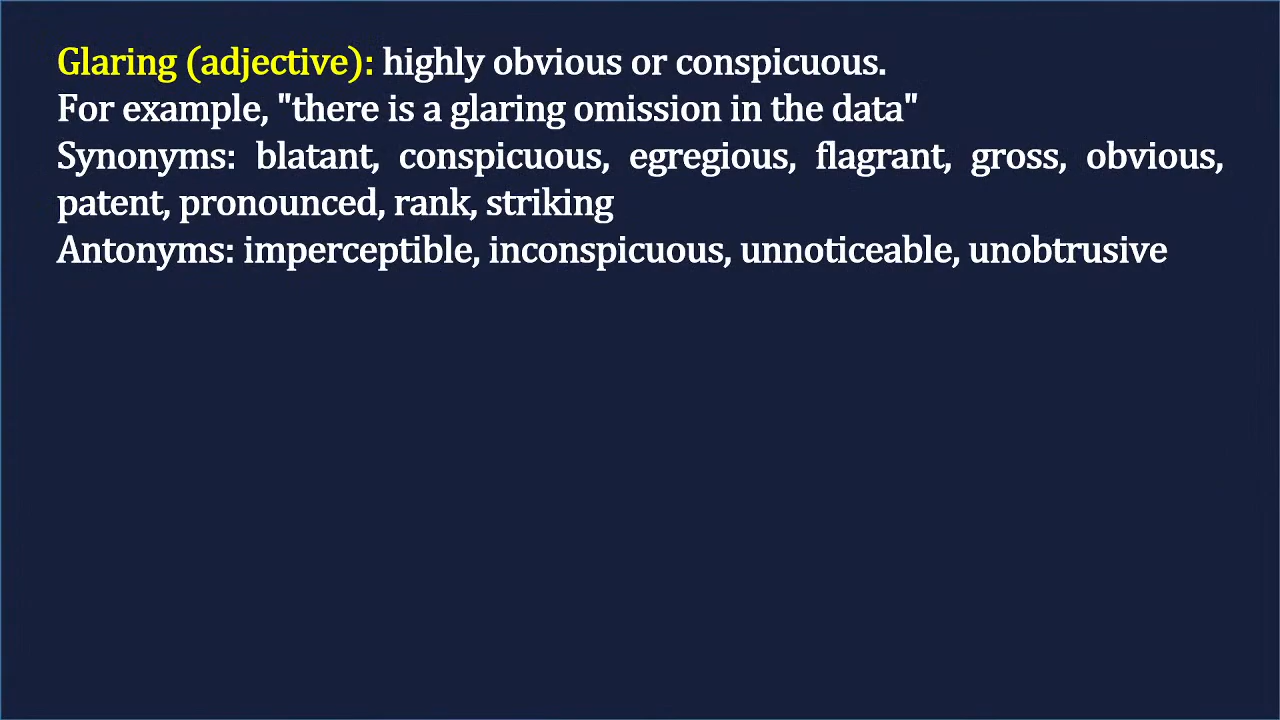 Glaring (adjective): highly obvious or conspicuous.
For example, "there is a glaring omission in the data"
Synonyms: blatant, conspicuous, egregious, flagrant, gross, obvious,
patent, pronounced, rank, striking
Antonyms: imperceptible, inconspicuous, unnoticeable, unobtrusive